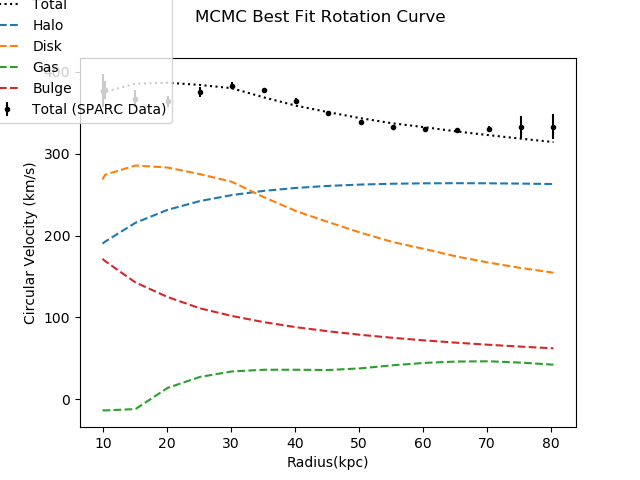 Total
MCMC Best Fit Rotation Curve
Halo
Disk
Gas
Bulge
Total (SPARC Data)
400
300
200
100
0
Circular Velocity (km/s)
10 20 30 40 50 60 70 80
Radius(kpc)